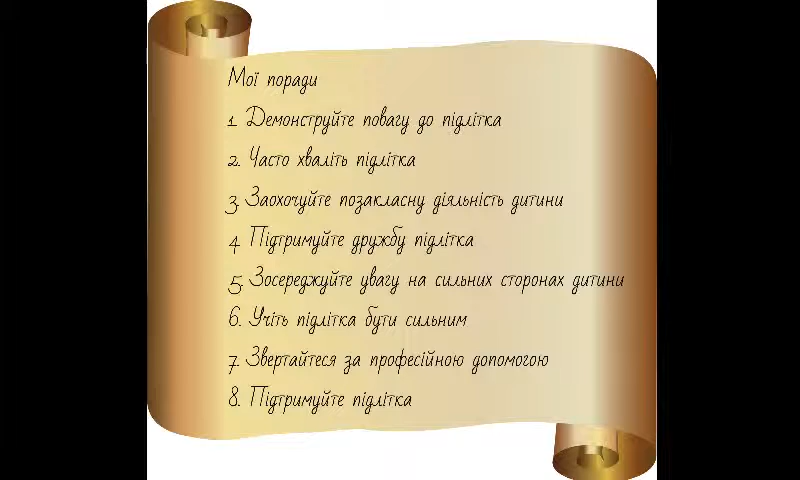 Мої поради
1. Демонструйте повагу до підлітка
2. Часто хваліть підлітка
3. Заохочуйте позакласну діяльність дитини
4. Підтримуйте дружбу підлітка
5. Зосереджуйте увагу на сильних сторонах дитини
6. Учіть підлітка бути сильним
7. Звертайтеся за професійною допомогою
8. Підтримуйте підлітка